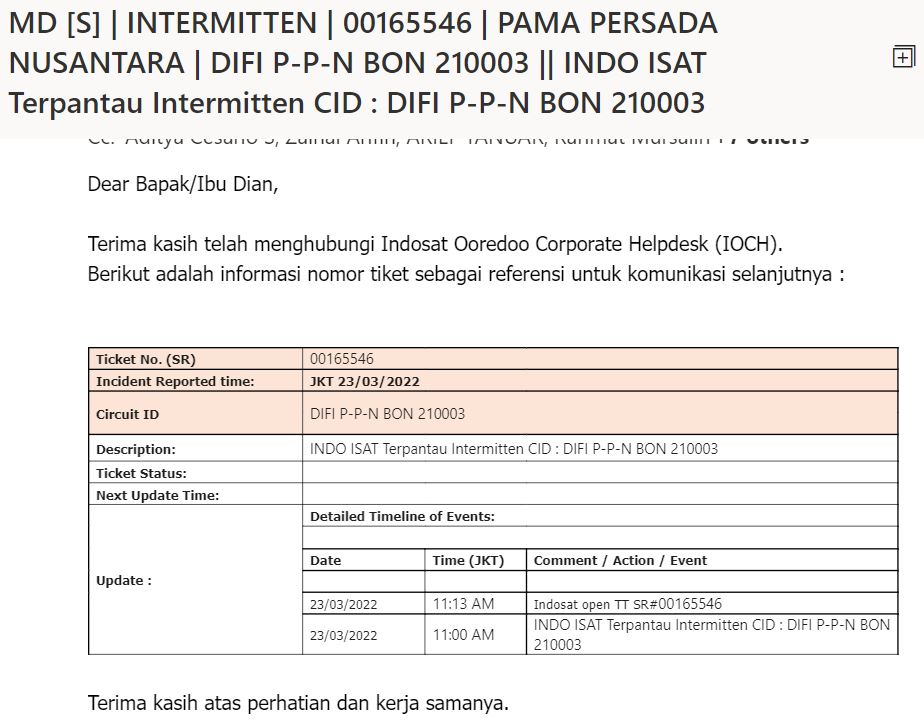 MD [S] | INTERMITTEN | 00165546 | PAMA PERSADA
NUSANTARA | DIFI P-P-N BON 210003 || INDO ISAT
Terpantau Intermitten CID : DIFI P-P-N BON 210003
Dear Bapak/Ibu Dian,
Terima kasih telah menghubungi Indosat Ooredoo Corporate Helpdesk (IOCH).
Berikut adalah informasi nomor tiket sebagai referensi untuk komunikasi selanjutnya :
Ticket No. (SR) 00165546
Incident Reported time: JKT 23/03/2022
Circuit ID DIFI P-P-N BON 210003
Description: INDO ISAT Terpantau Intermitten CID : DIFI P-P-N BON 210003
Ticket Status:
Next Update Time:
Detailed Timeline of Events:
Date Time (JKT) Comment / Action / Event
Update :
23/03/2022 11:13 AM Indosat open TT SR#00165546
23/03/2022 11:00 AM INDO ISAT Terpantau Intermitten CID : DIFI P-P-N BON
210003
Terima kasih atas perhatian dan kerja samanya.